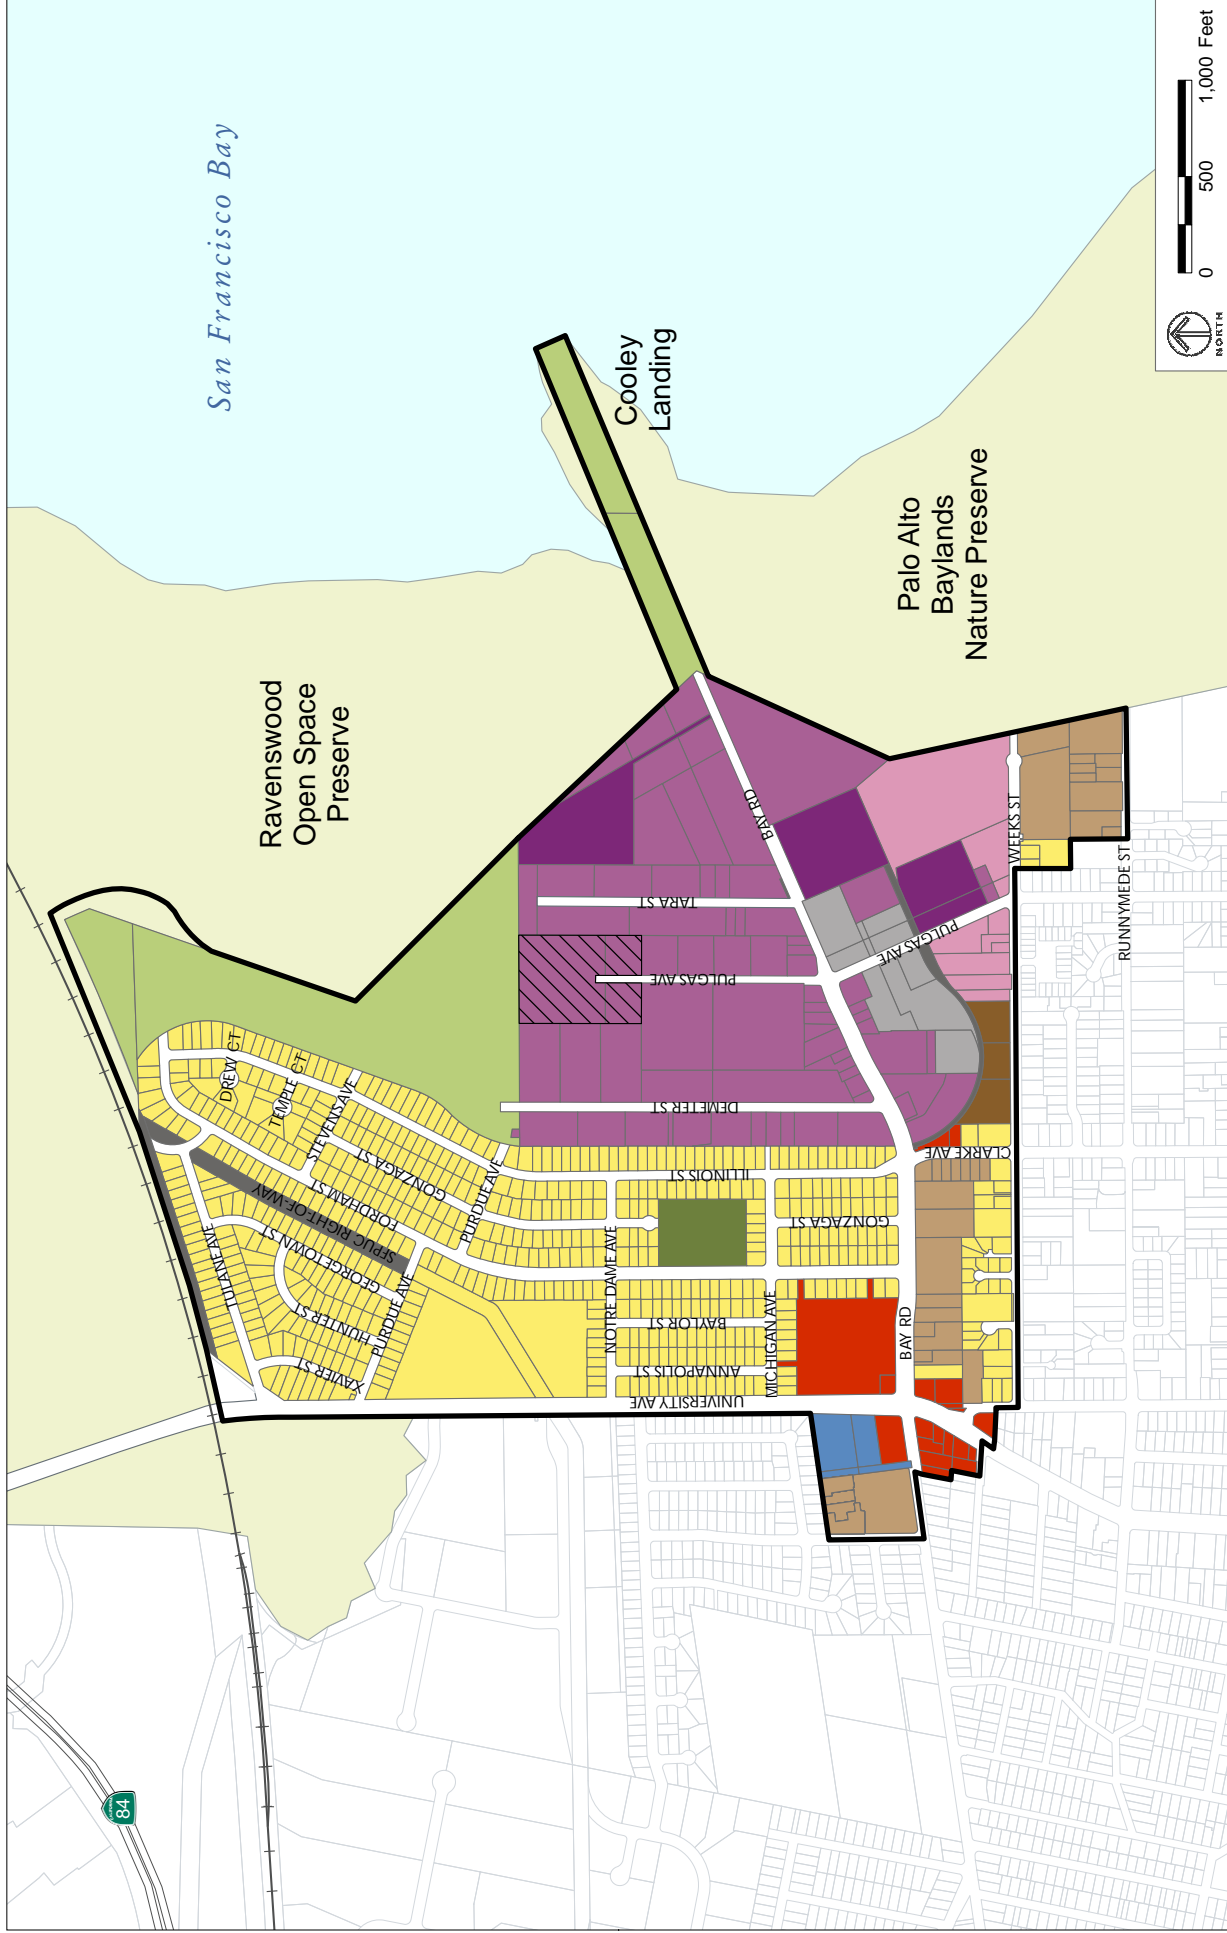 San Francisco Bay
Ravenswood
Open Space
Preserve
Cooley
Landing
Palo Alto
Baylands
Nature Preserve
CALIFORNIA
84
DREW CT
TEMPLE CT
STEVENS AVE
GONZAGA ST
FORDHAM ST
SFPUC RIGHT-OF-WAY
GEORGETOWN ST
TULANE AVE
HUNTER ST
XAVIER ST
PURDUE AVE
PURDUE AVE
ILLINOIS ST
GONZAGA ST
NOTRE DAME AVE
BAYLOR ST
ANNAPOLIS ST
MICHIGAN AVE
UNIVERSITY AVE
BAY RD
BAY RD
TARA ST
PULGAS AVE
PULGAS AVE
DEMETER ST
CLARKE AVE
WEEKS ST
RUNNYMEDE ST
NORTH
0
500
1,000 Feet